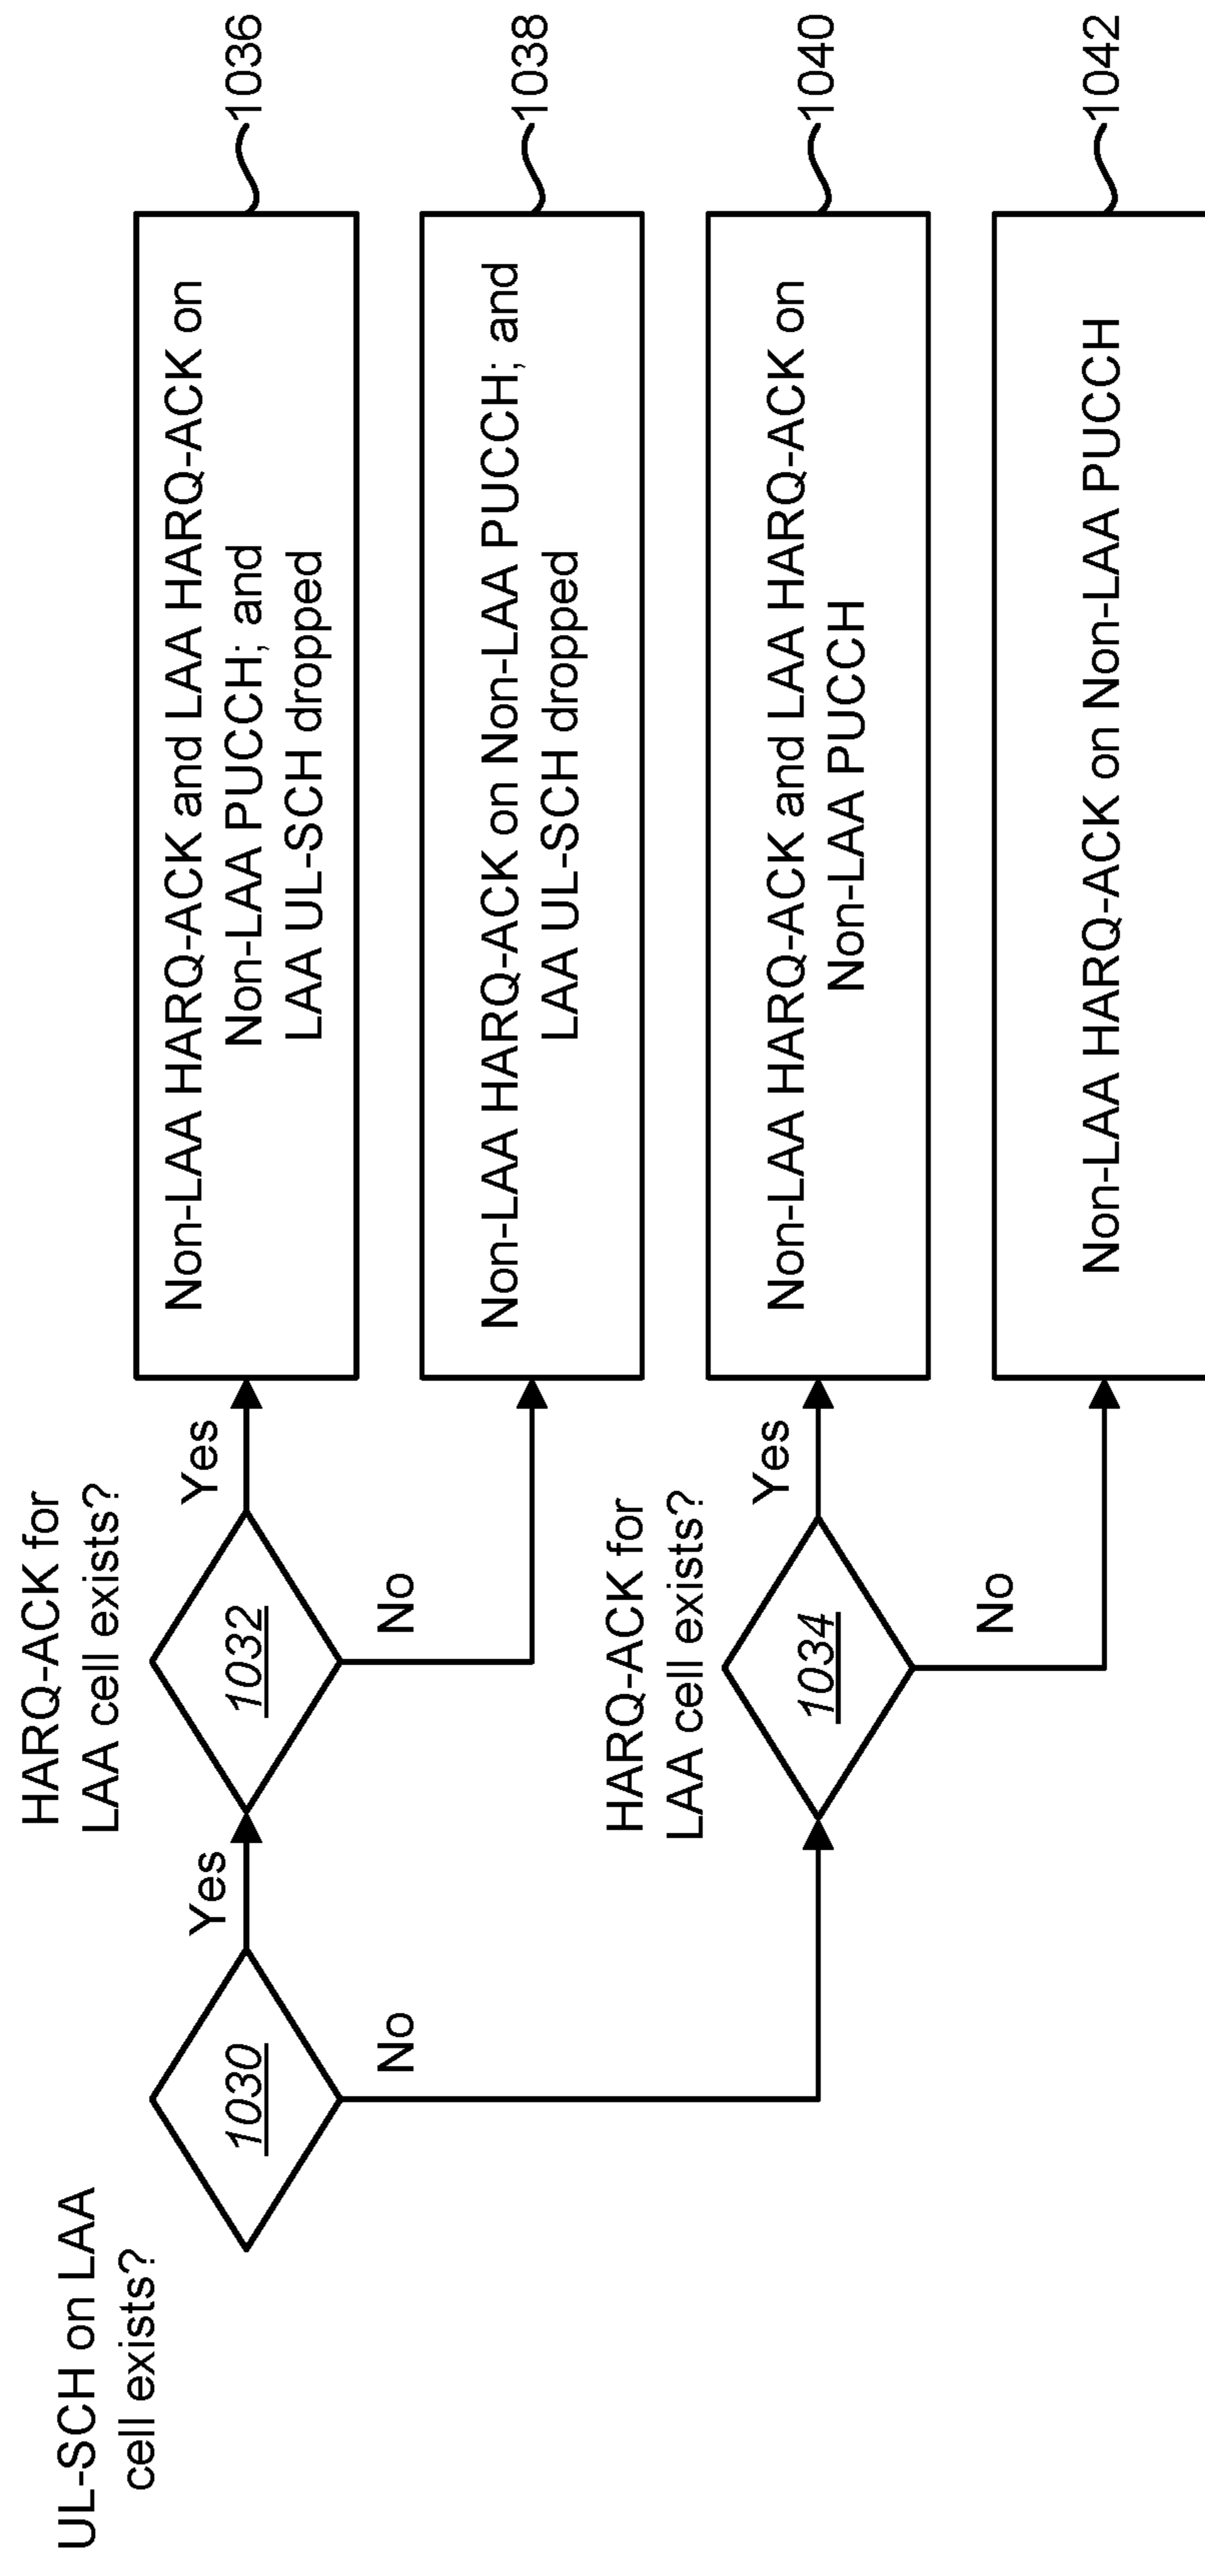 UL-SCH on LAA
cell exists?
1030
Yes
No
HARQ-ACK for
LAA cell exists?
1032
Yes
No
Non-LAA HARQ-ACK and LAA HARQ-ACK on
Non-LAA PUCCH; and
LAA UL-SCH dropped
1036
Non-LAA HARQ-ACK on Non-LAA PUCCH; and
LAA UL-SCH dropped
1038
HARQ-ACK for
LAA cell exists?
1034
Yes
No
Non-LAA HARQ-ACK and LAA HARQ-ACK on
Non-LAA PUCCH
1040
Non-LAA HARQ-ACK on Non-LAA PUCCH
1042